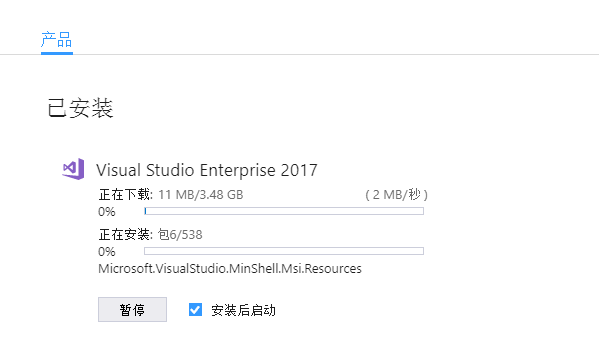 产品
已安装
Visual Studio Enterprise 2017
正在下载: 11 MB/3.48 GB ( 2 MB/秒 )
0%
正在安装: 包6/538
0%
Microsoft.VisualStudio.MinShell.Msi.Resources
暂停 安装后启动